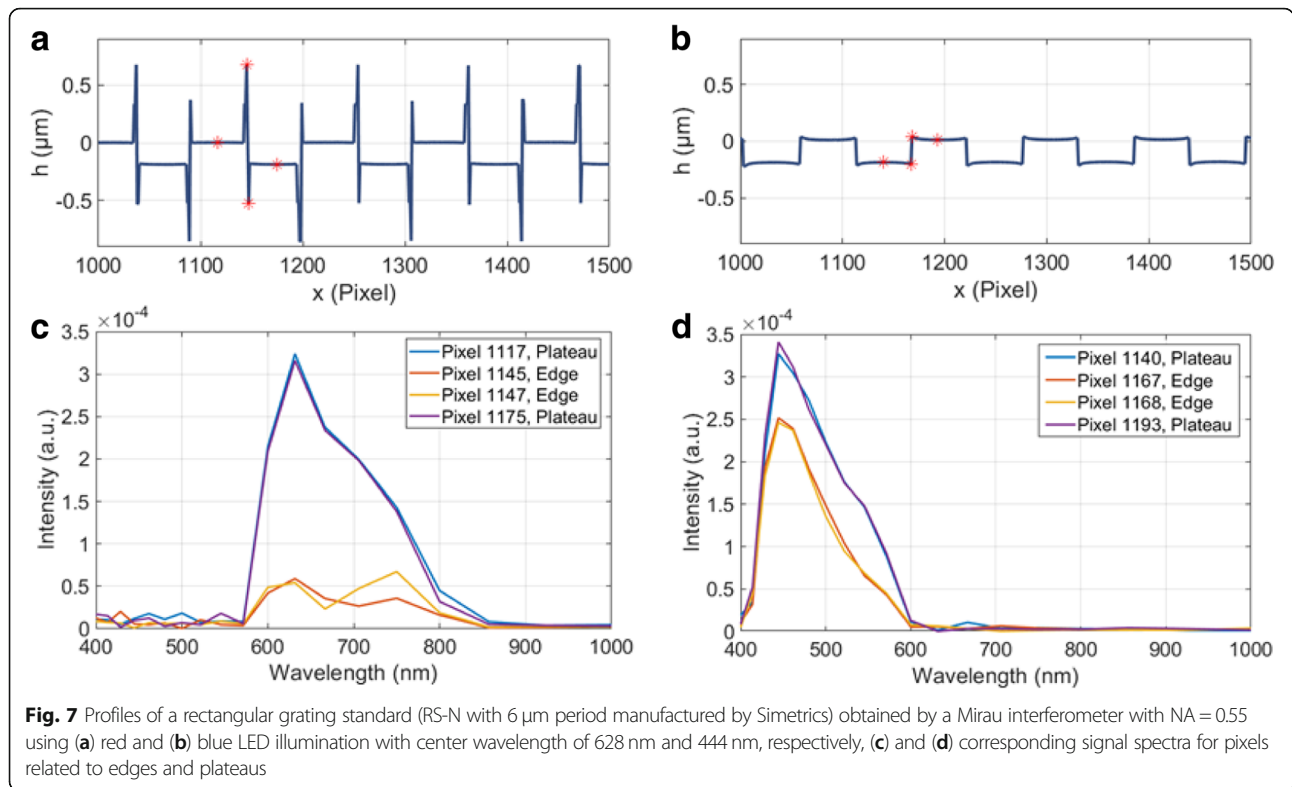 a
0.5
0
-0.5
h (μm)
1000 1100 1200 1300 1400 1500
x (Pixel)
b
0.5
0
-0.5
h (μm)
1000 1100 1200 1300 1400 1500
x (Pixel)
c
×10⁻⁴
3.5
3
2.5
2
1.5
1
0.5
0
Intensity (a.u.)
Pixel 1117, Plateau
Pixel 1145, Edge
Pixel 1147, Edge
Pixel 1175, Plateau
400 500 600 700 800 900 1000
Wavelength (nm)
d
×10⁻⁴
3.5
3
2.5
2
1.5
1
0.5
0
Intensity (a.u.)
Pixel 1140, Plateau
Pixel 1167, Edge
Pixel 1168, Edge
Pixel 1193, Plateau
400 500 600 700 800 900 1000
Wavelength (nm)
Fig. 7 Profiles of a rectangular grating standard (RS-N with 6 μm period manufactured by Simetrics) obtained by a Mirau interferometer with NA = 0.55
using (a) red and (b) blue LED illumination with center wavelength of 628 nm and 444 nm, respectively, (c) and (d) corresponding signal spectra for pixels
related to edges and plateaus